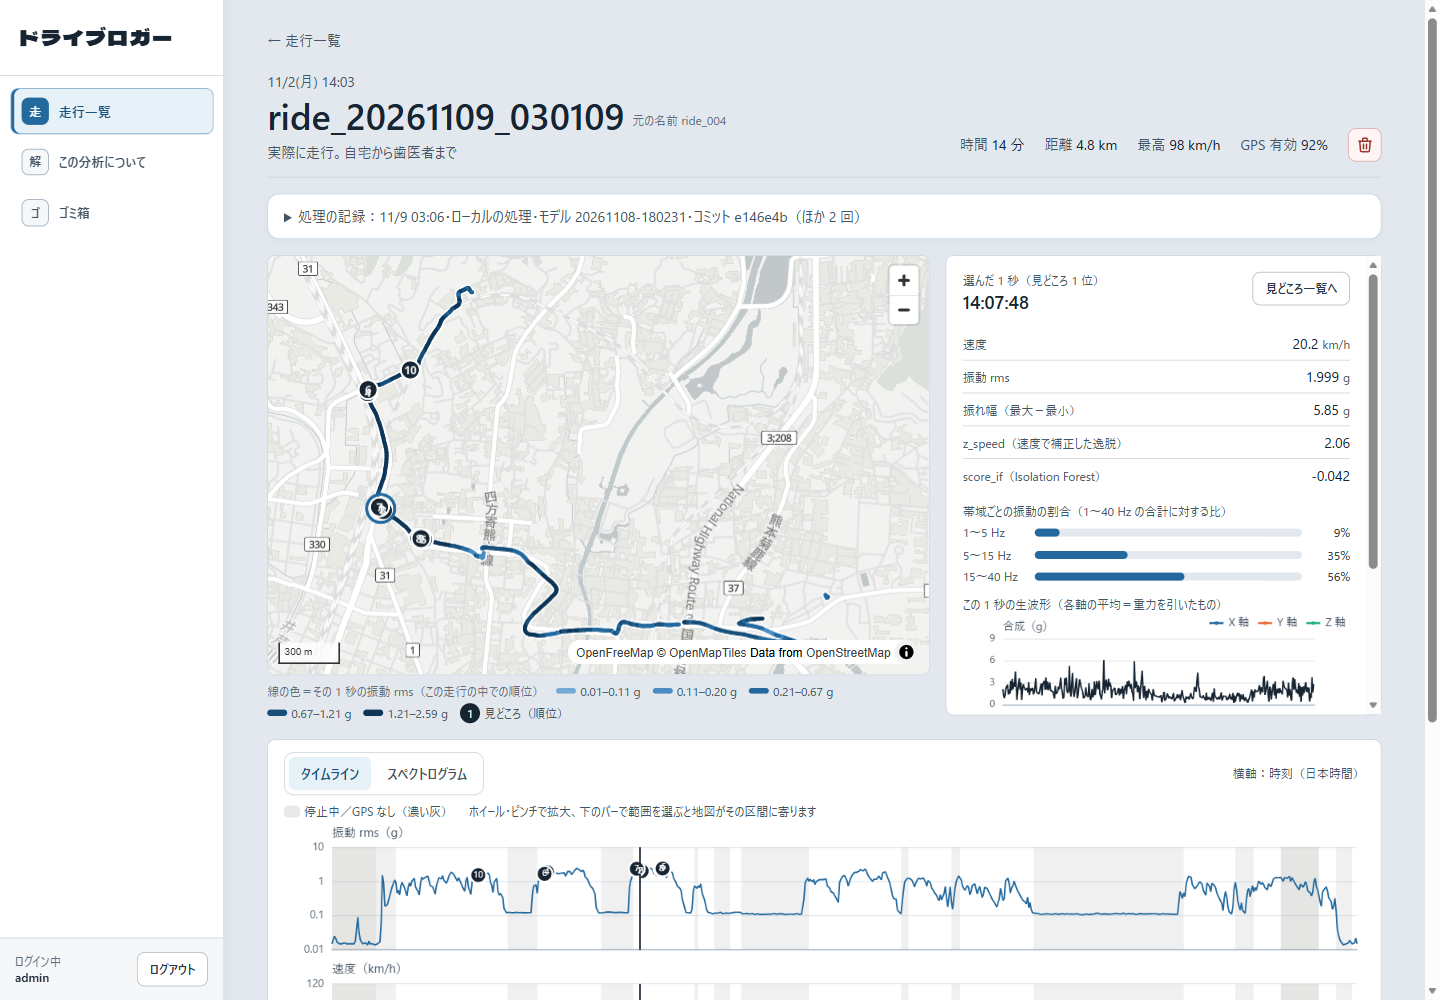 ドライブロガー
走 走行一覧
解 この分析について
ゴ ゴミ箱
ログイン中
admin
ログアウト
← 走行一覧
11/2(月) 14:03
ride_20261109_030109 元の名前 ride_004
実際に走行。自宅から歯医者まで
時間 14 分 距離 4.8 km 最高 98 km/h GPS 有効 92%
▶ 処理の記録：11/9 03:06・ローカルの処理・モデル 20261108-180231・コミット e146e4b（ほか 2 回）
31
343
10
6
3;208
四方寄熊
線
National Highway Route
330
31
37
1
300 m
OpenFreeMap © OpenMapTiles Data from OpenStreetMap
線の色＝その 1 秒の振動 rms（この走行の中での順位） 0.01–0.11 g 0.11–0.20 g 0.21–0.67 g
0.67–1.21 g 1.21–2.59 g 1 見どころ（順位）
選んだ 1 秒（見どころ 1 位）
14:07:48
見どころ一覧へ
速度 20.2 km/h
振動 rms 1.999 g
振れ幅（最大－最小） 5.85 g
z_speed（速度で補正した逸脱） 2.06
score_if（Isolation Forest） -0.042
帯域ごとの振動の割合（1〜40 Hz の合計に対する比）
1〜5 Hz 9%
5〜15 Hz 35%
15〜40 Hz 56%
この 1 秒の生波形（各軸の平均＝重力を引いたもの）
合成（g） X 軸 Y 軸 Z 軸
9
6
3
0
タイムライン スペクトログラム
横軸：時刻（日本時間）
停止中／GPS なし（濃い灰） ホイール・ピンチで拡大、下のバーで範囲を選ぶと地図がその区間に寄ります
振動 rms（g）
10
1
0.1
0.01
10
速度（km/h）
120